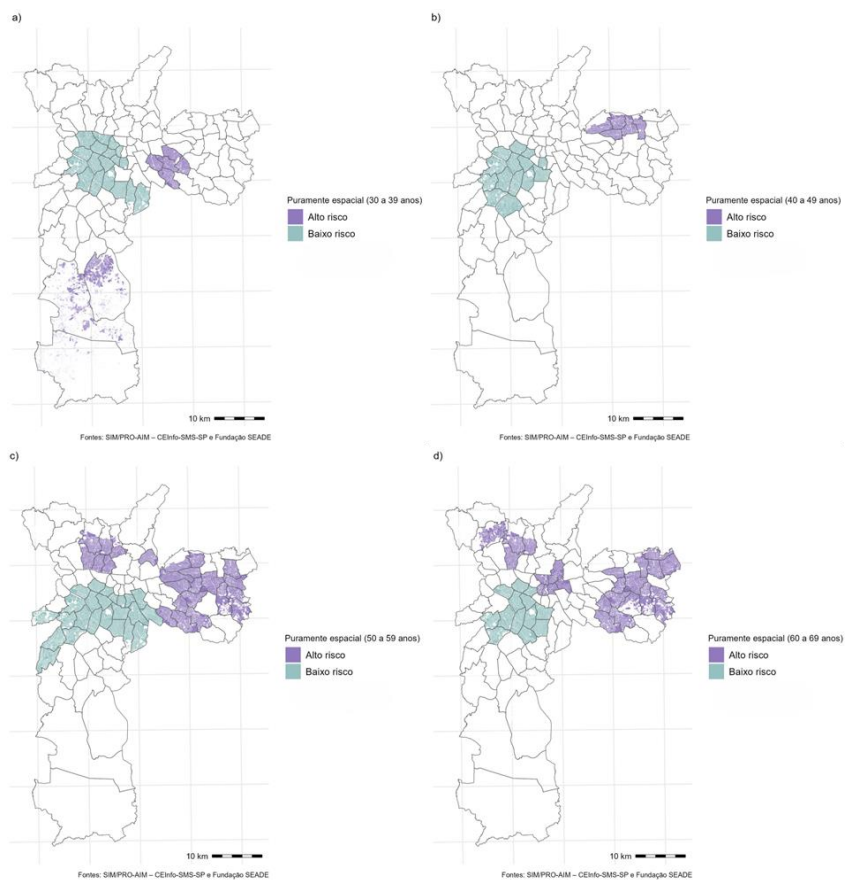 a)
Puramente espacial (30 a 39 anos)
Alto risco
Baixo risco
10 km
Fontes: SIM/PRO-AIM – CEInfo-SMS-SP e Fundação SEADE
b)
Puramente espacial (40 a 49 anos)
Alto risco
Baixo risco
10 km
Fontes: SIM/PRO-AIM – CEInfo-SMS-SP e Fundação SEADE
c)
Puramente espacial (50 a 59 anos)
Alto risco
Baixo risco
10 km
Fontes: SIM/PRO-AIM – CEInfo-SMS-SP e Fundação SEADE
d)
Puramente espacial (60 a 69 anos)
Alto risco
Baixo risco
10 km
Fontes: SIM/PRO-AIM – CEInfo-SMS-SP e Fundação SEADE